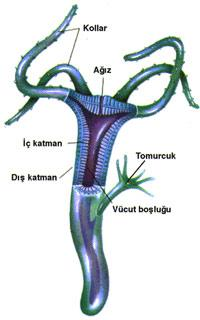 Kollar
Ağız
İç katman
Tomurcuk
Dış katman
Vücut boşluğu